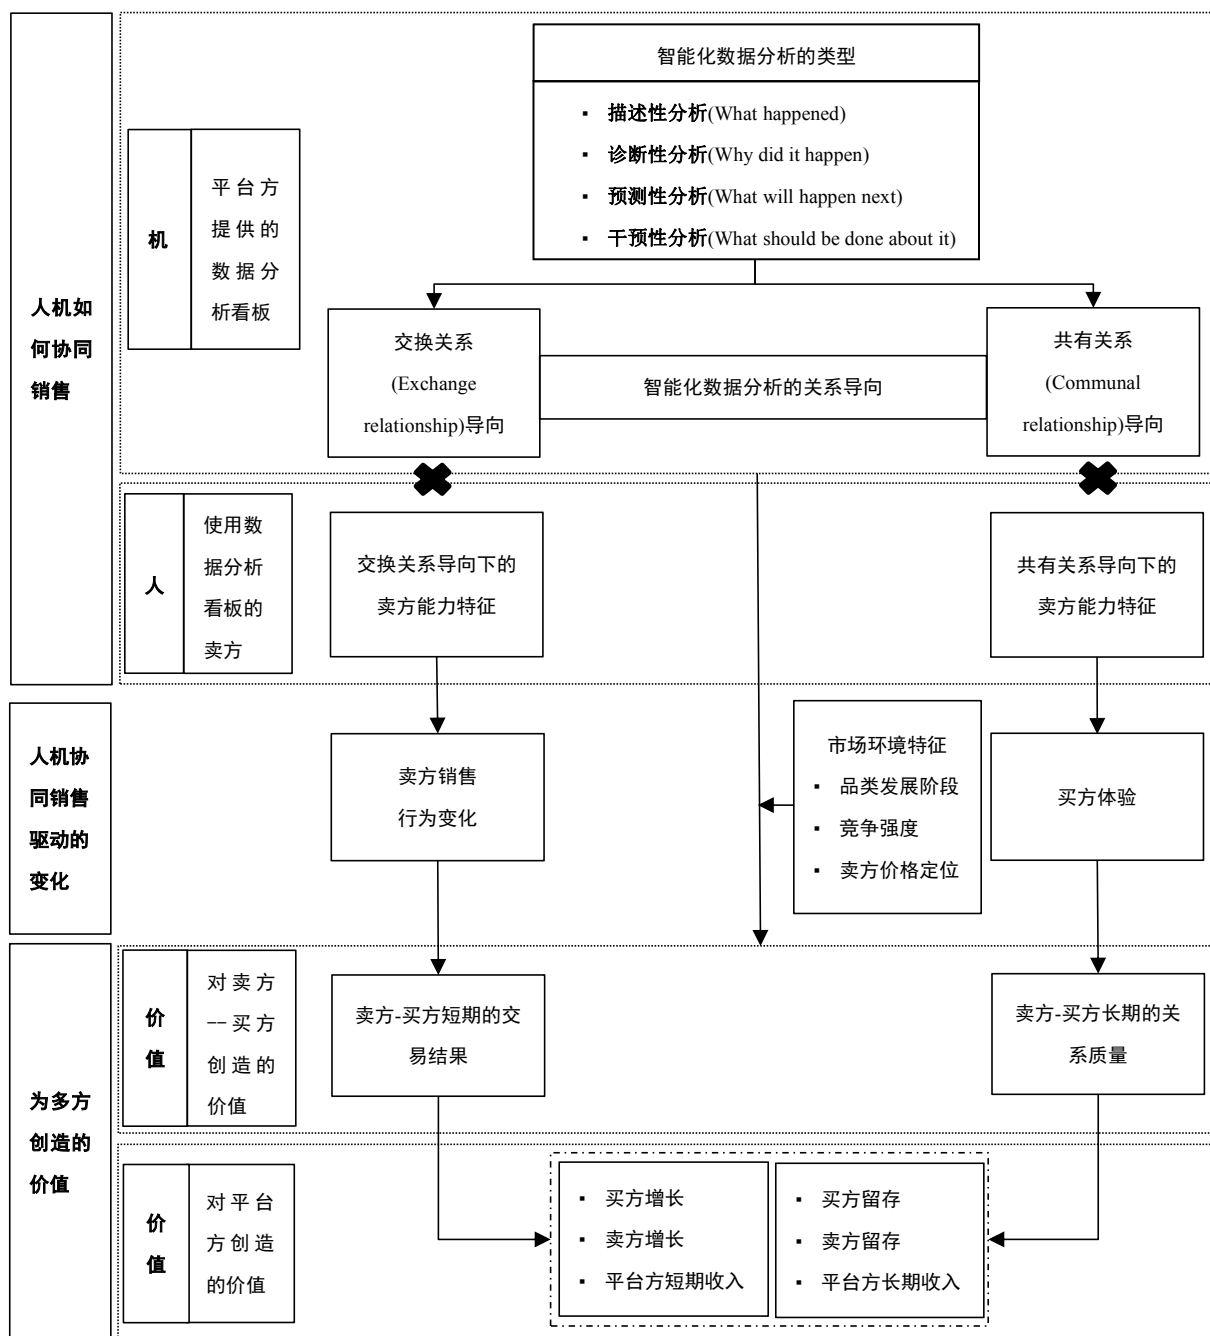 智能化数据分析的类型
▪ 描述性分析(What happened)
▪ 诊断性分析(Why did it happen)
▪ 预测性分析(What will happen next)
▪ 干预性分析(What should be done about it)
人机如
何协同
销售
机
平台方
提供的
数据分
析看板
交换关系
(Exchange
relationship)导向
智能化数据分析的关系导向
共有关系
(Communal
relationship)导向
人
使用数
据分析
看板的
卖方
交换关系导向下的
卖方能力特征
共有关系导向下的
卖方能力特征
人机协
同销售
驱动的
变化
卖方销售
行为变化
市场环境特征
▪ 品类发展阶段
▪ 竞争强度
▪ 卖方价格定位
买方体验
为多方
创造的
价值
价
值
对卖方
--买方
创造的
价值
卖方-买方短期的交
易结果
卖方-买方长期的关
系质量
价
值
对平台
方创造
的价值
▪ 买方增长
▪ 卖方增长
▪ 平台方短期收入
▪ 买方留存
▪ 卖方留存
▪ 平台方长期收入